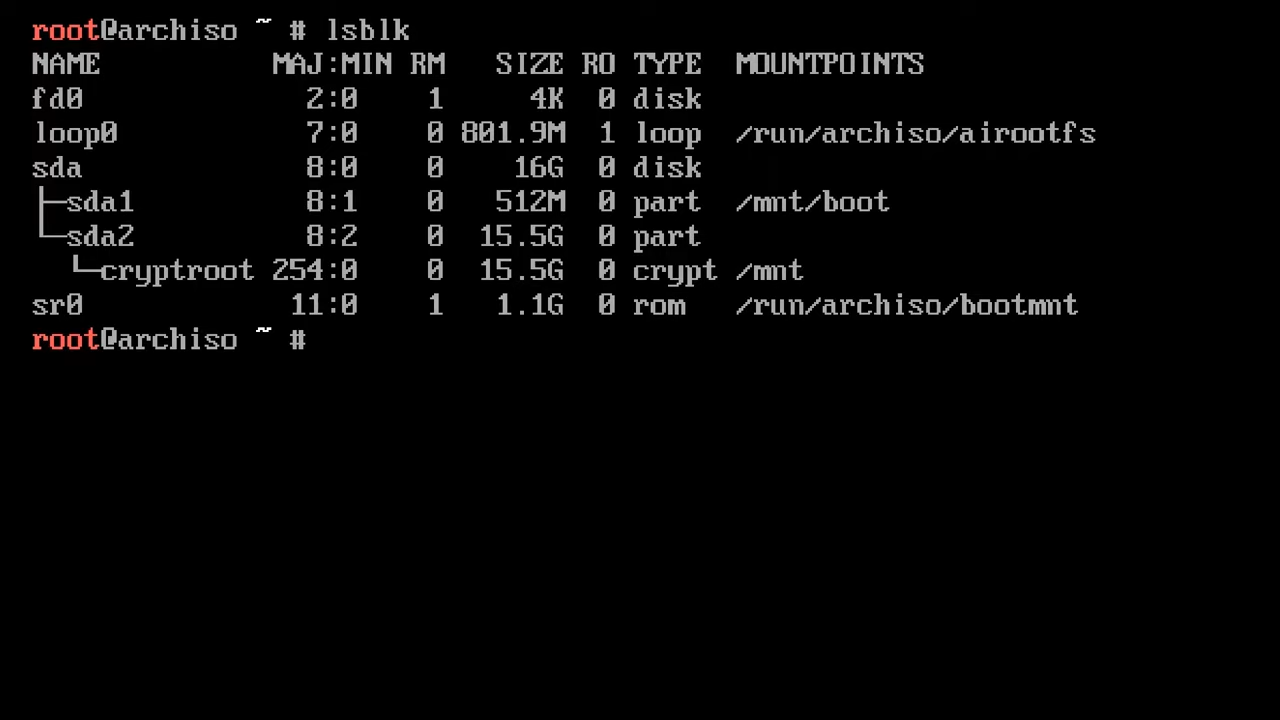 root@archiso ~ # lsblk
NAME          MAJ:MIN RM   SIZE RO TYPE  MOUNTPOINTS
fd0             2:0    1     4K  0 disk
loop0           7:0    0 801.9M  1 loop  /run/archiso/airootfs
sda             8:0    0    16G  0 disk
├─sda1          8:1    0   512M  0 part  /mnt/boot
└─sda2          8:2    0  15.5G  0 part
  └─cryptroot 254:0    0  15.5G  0 crypt /mnt
sr0            11:0    1   1.1G  0 rom   /run/archiso/bootmnt
root@archiso ~ #